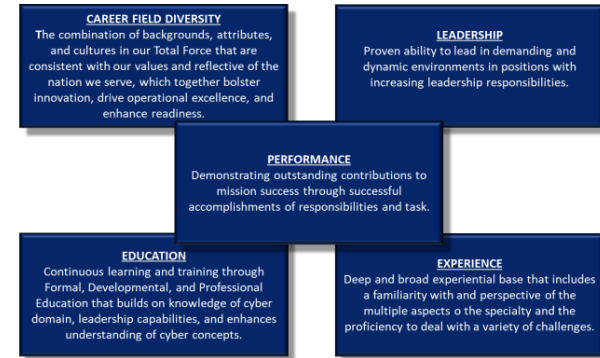 CAREER FIELD DIVERSITY
The combination of backgrounds, attributes,
and cultures in our Total Force that are
consistent with our values and reflective of the
nation we serve, which together bolster
innovation, drive operational excellence, and
enhance readiness.
LEADERSHIP
Proven ability to lead in demanding and
dynamic environments in positions with
increasing leadership responsibilities.
PERFORMANCE
Demonstrating outstanding contributions to
mission success through successful
accomplishments of responsibilities and task.
EDUCATION
Continuous learning and training through
Formal, Developmental, and Professional
Education that builds on knowledge of cyber
domain, leadership capabilities, and enhances
understanding of cyber concepts.
EXPERIENCE
Deep and broad experiential base that includes
a familiarity with and perspective of the
multiple aspects o the specialty and the
proficiency to deal with a variety of challenges.